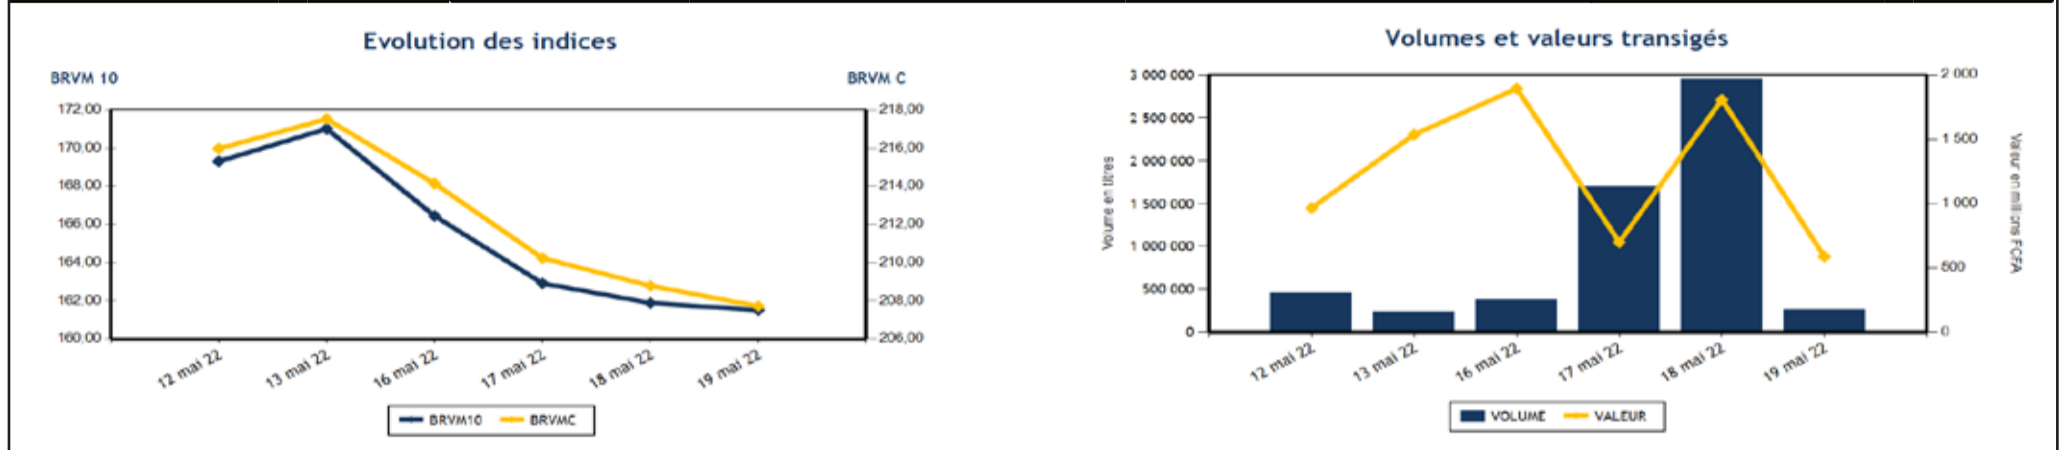 Evolution des indices
BRVM 10
BRVM C
172.00
170.00
168.00
166.00
164.00
162.00
160.00
218,00
216,00
214,00
212,00
210,00
208,00
206,00
12 mai 22
13 mai 22
16 mai 22
17 mai 22
18 mai 22
19 mai 22
BRVM10
BRVMC
Volumes et valeurs transigés
Volume en titres
3 000 000
2 500 000
2 000 000
1 500 000
1 000 000
500 000
0
2 000
1 500
1 000
500
0
Valeur en millions FCFA
12 mai 22
13 mai 22
16 mai 22
17 mai 22
18 mai 22
19 mai 22
VOLUME
VALEUR